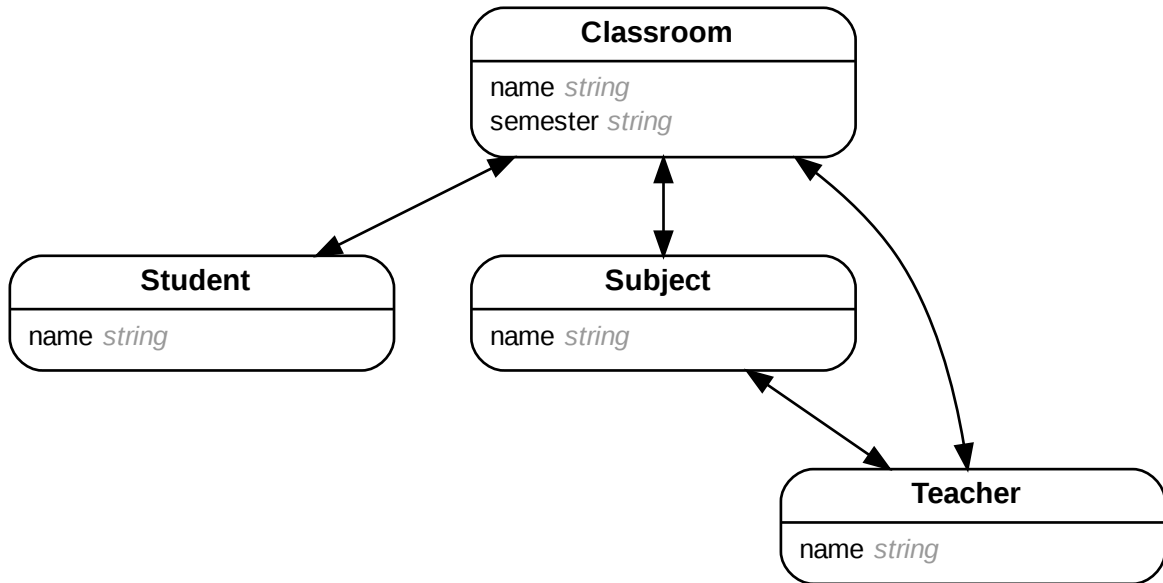 Classroom
name string
semester string
Student
name string
Subject
name string
Teacher
name string